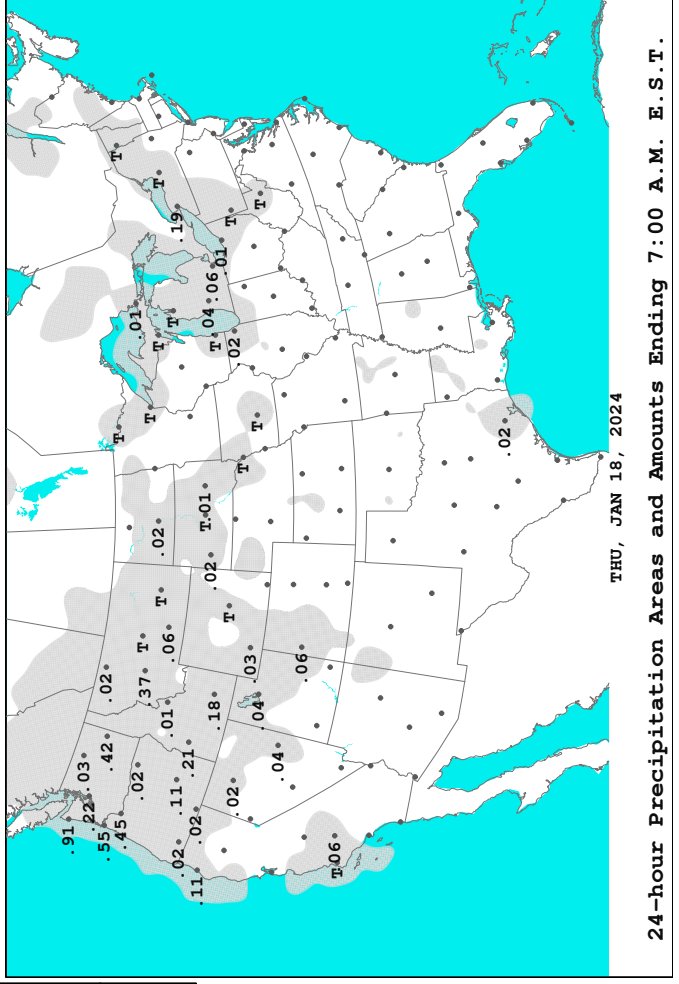 .91 .03
.22
.55 .42 .02
.45 T T
.02 .37 T .01
T
.02 T T
T
.01 .06 T
.11 .19
.02 .21
.11 .02
T .01 .04 .06
.18 .02 T
.01
.02 T .02 T
T
.03 T
.04 T
.04
.06
T .06
.02
THU, JAN 18, 2024
24-hour Precipitation Areas and Amounts Ending 7:00 A.M. E.S.T.